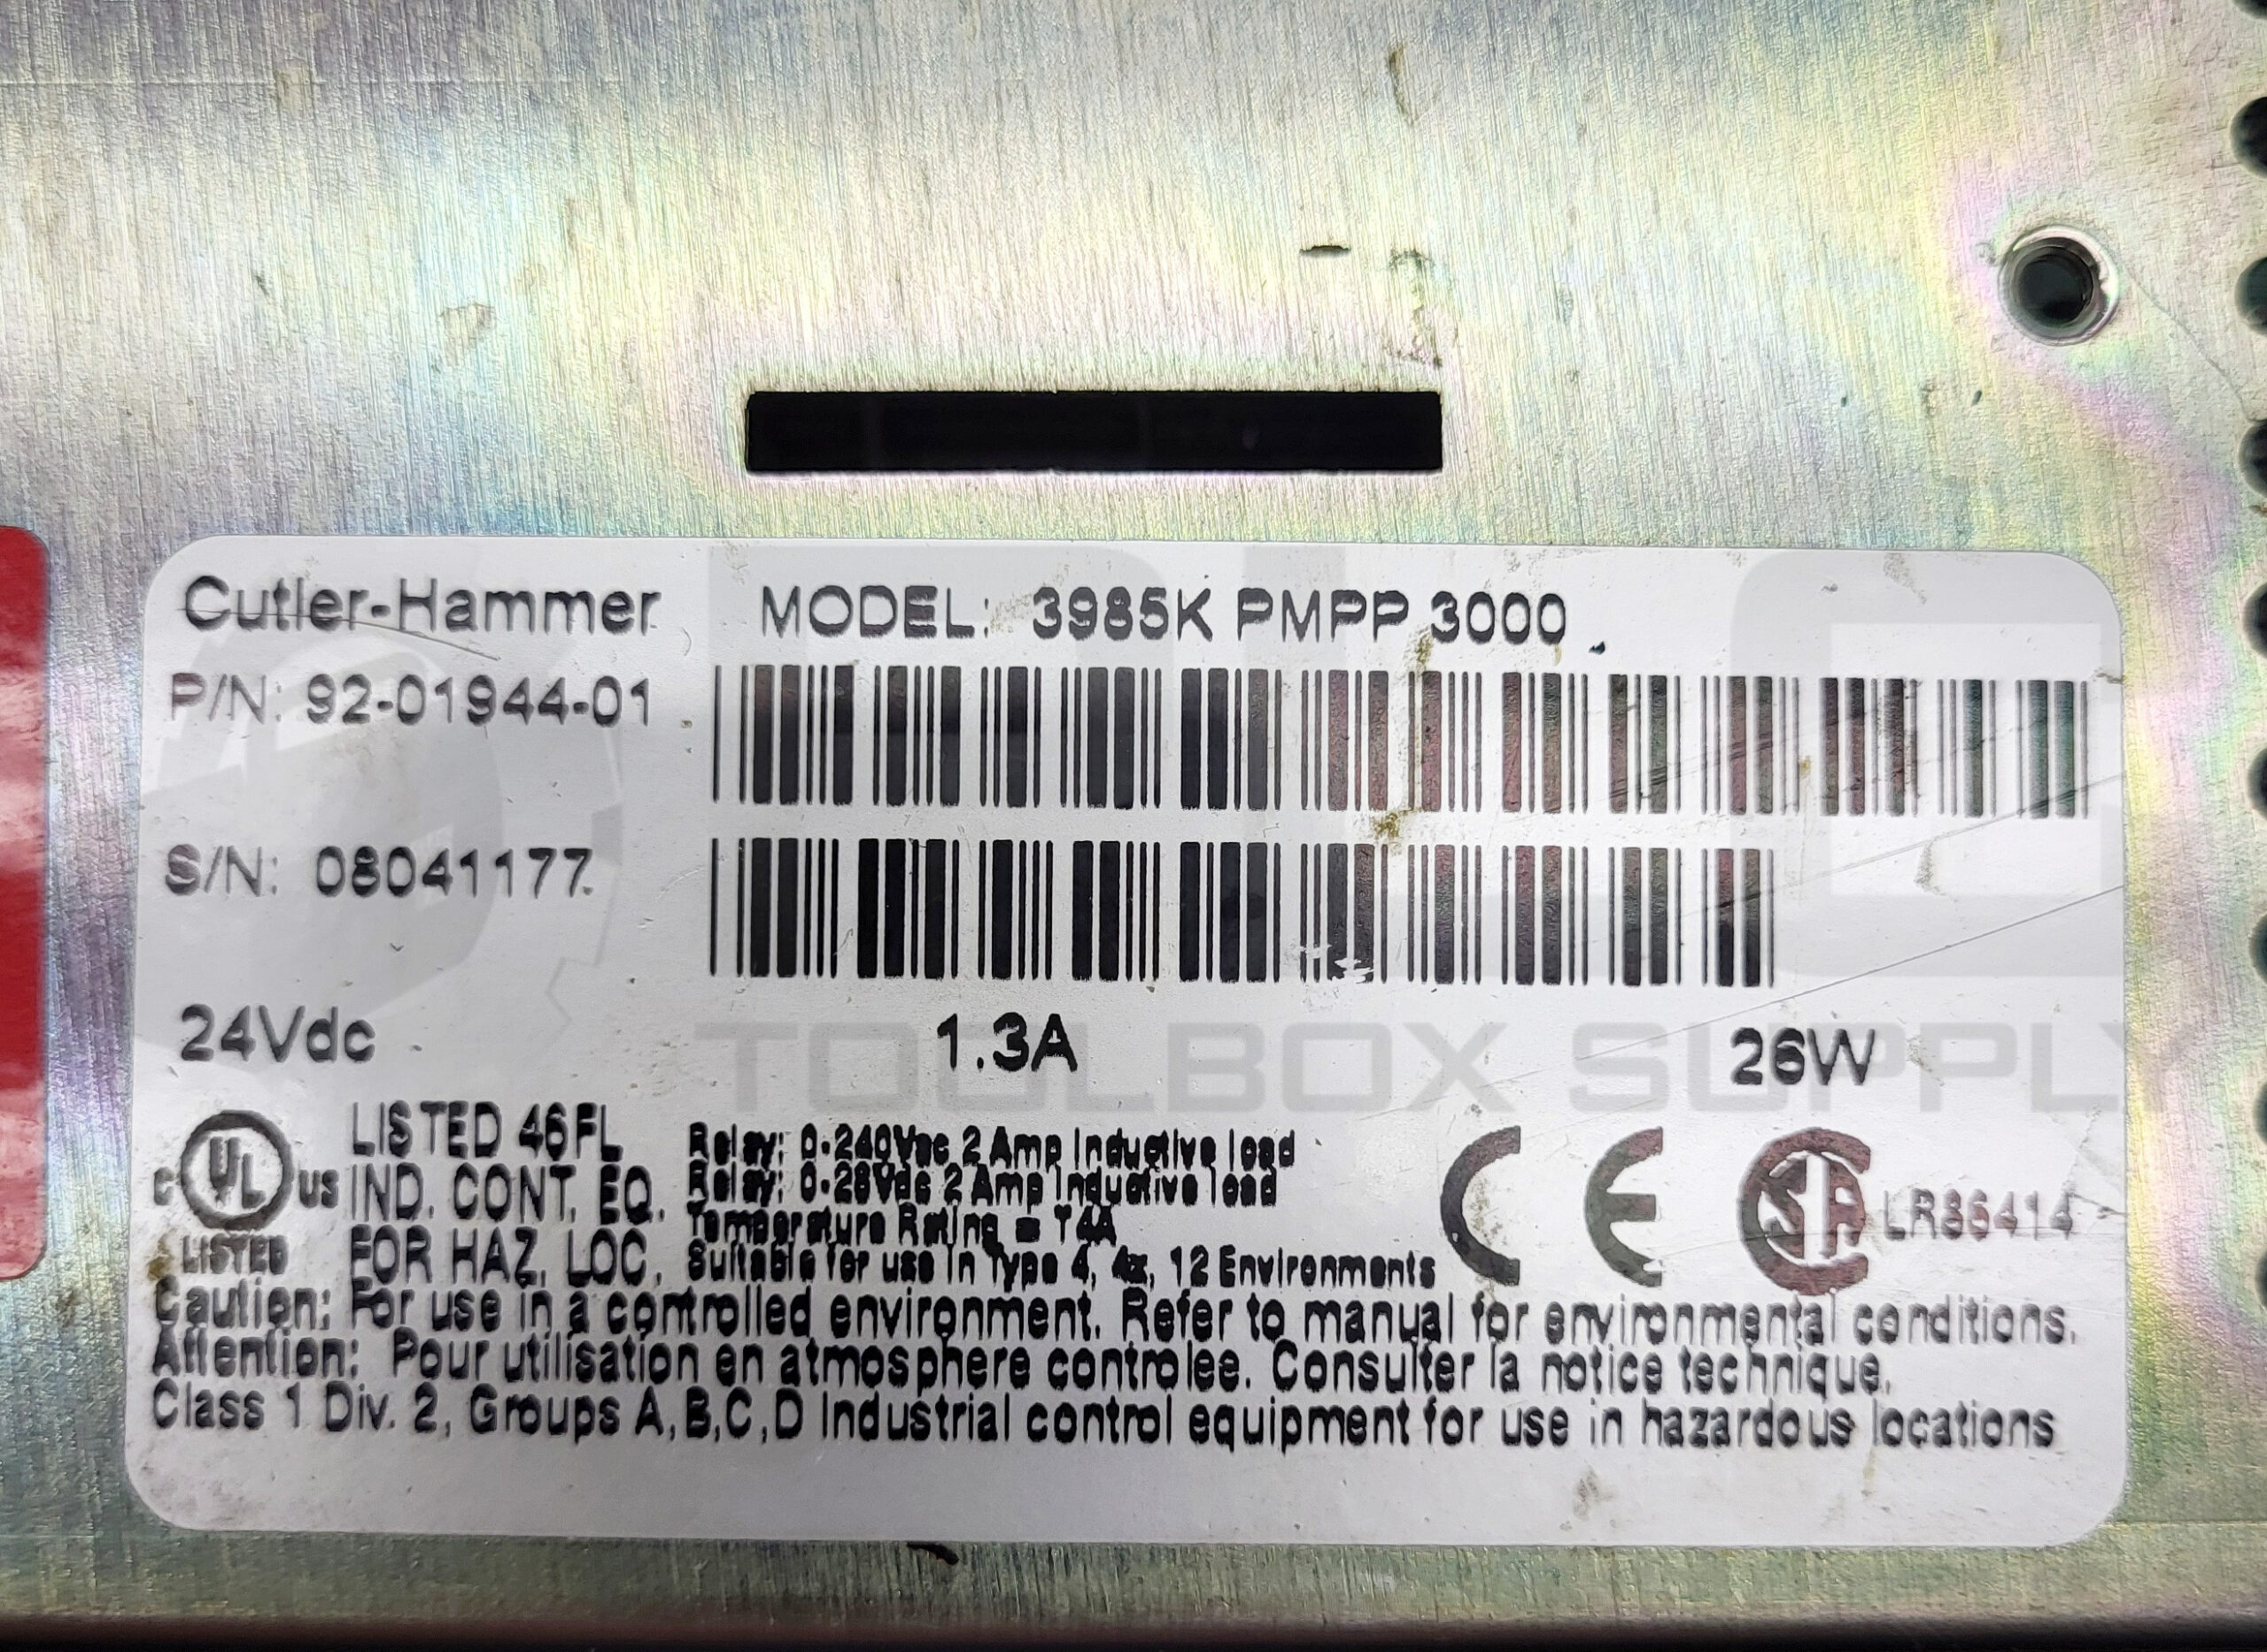 Cutler-Hammer MODEL: 3985K PMPP 3000
P/N: 92-01944-01
S/N: 08041177
24Vdc 1.3A 26W
TOOLBOX SUPPLY
C UL US LISTED
LISTED 46FL
IND. CONT. EQ.
FOR HAZ. LOC.
Relay: 0-240Vac 2 Amp Inductive load
Relay: 0-28Vdc 2 Amp Inductive load
Temperature Rating = T4A
Suitable for use in Type 4, 4x, 12 Environments
CE SA LR86414
Caution: For use in a controlled environment. Refer to manual for environmental conditions.
Attention: Pour utilisation en atmosphere controlee. Consulter la notice technique.
Class 1 Div. 2, Groups A,B,C,D Industrial control equipment for use in hazardous locations